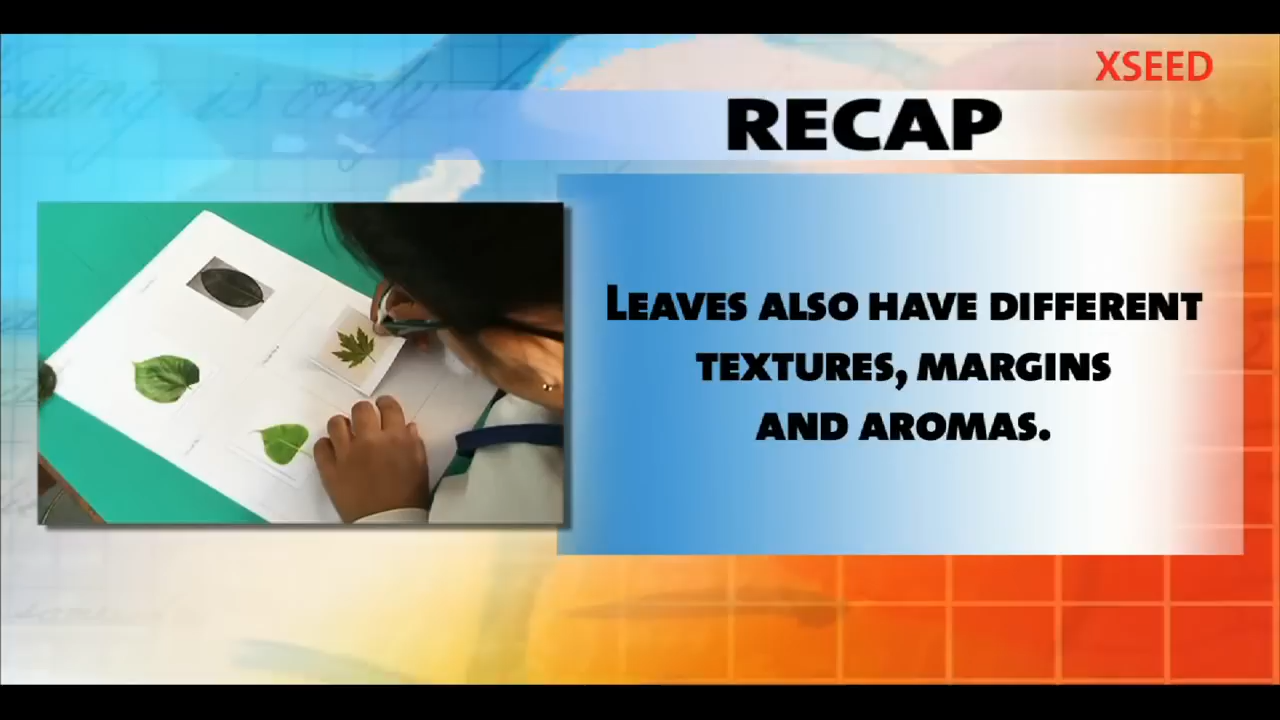 XSEED
RECAP
LEAVES ALSO HAVE DIFFERENT
TEXTURES, MARGINS
AND AROMAS.